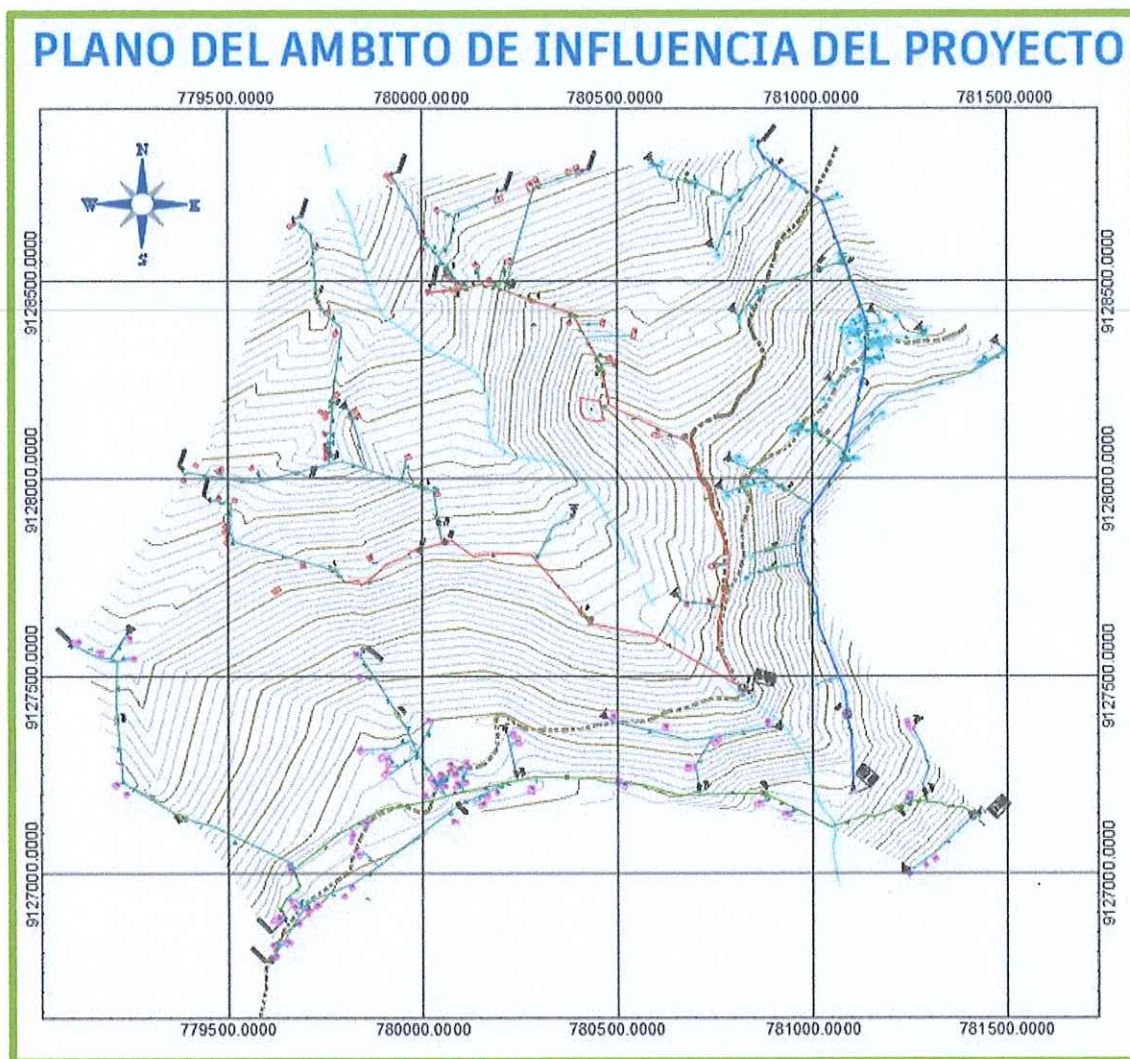 PLANO DEL AMBITO DE INFLUENCIA DEL PROYECTO
779500.0000 780000.0000 780500.0000 781000.0000 781500.0000
N
W E
S
9128500.0000 9128500.0000
9128000.0000 9128000.0000
9127500.0000 9127500.0000
9127000.0000 9127000.0000
779500.0000 780000.0000 780500.0000 781000.0000 781500.0000